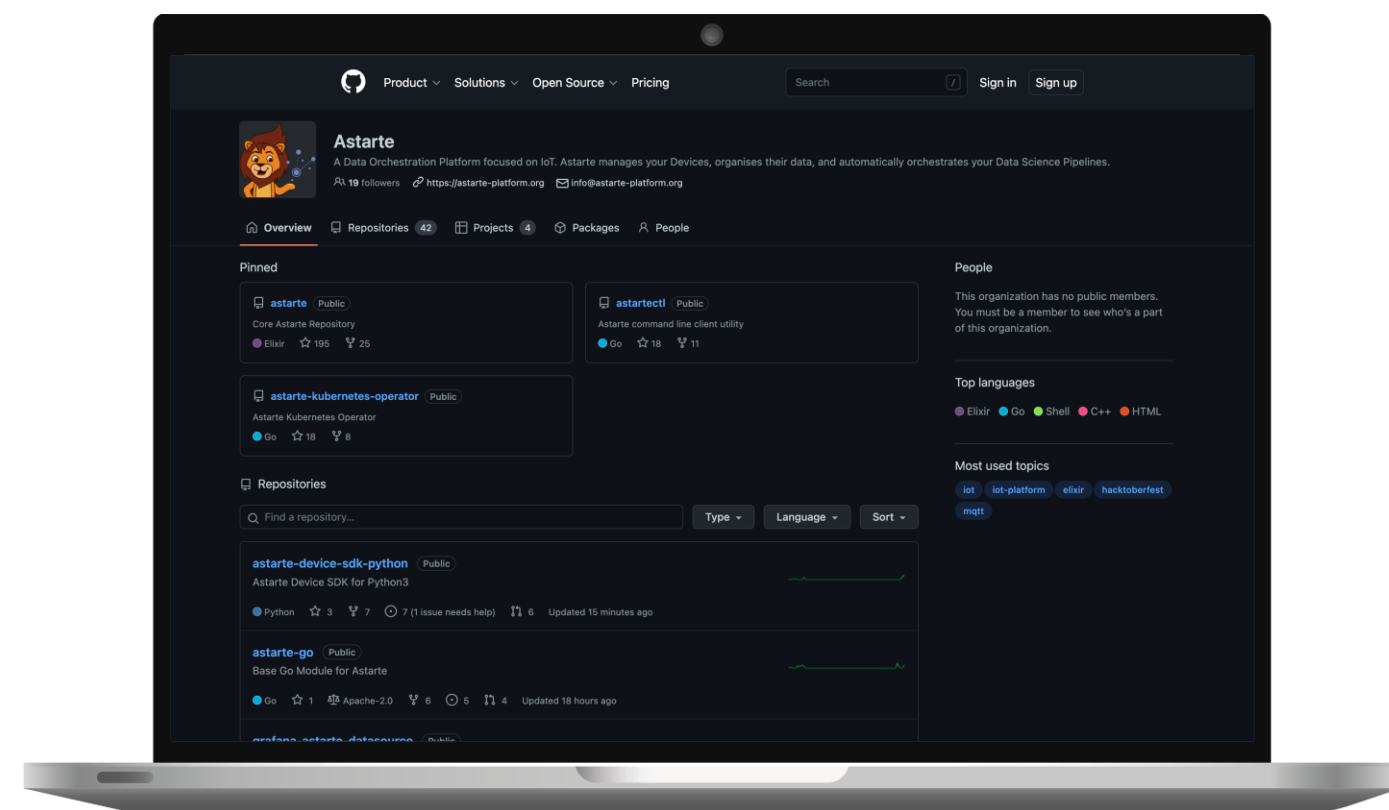 Product Solutions Open Source Pricing Search / Sign in Sign up
Astarte
A Data Orchestration Platform focused on IoT. Astarte manages your Devices, organises their data, and automatically orchestrates your Data Science Pipelines.
19 followers https://astarte-platform.org info@astarte-platform.org
Overview Repositories 42 Projects 4 Packages People
Pinned
astarte Public
Core Astarte Repository
Elixir 195 25
astartectl Public
Astarte command line client utility
Go 18 11
astarte-kubernetes-operator Public
Astarte Kubernetes Operator
Go 18 8
Repositories
Find a repository...
Type Language Sort
astarte-device-sdk-python Public
Astarte Device SDK for Python3
Python 3 7 7 (1 issue needs help) 6 Updated 15 minutes ago
astarte-go Public
Base Go Module for Astarte
Go 1 Apache-2.0 6 5 4 Updated 18 hours ago
grafana-astarte-datasource Public
People
This organization has no public members.
You must be a member to see who's a part
of this organization.
Top languages
Elixir Go Shell C++ HTML
Most used topics
iot iot-platform elixir hacktoberfest
mqtt